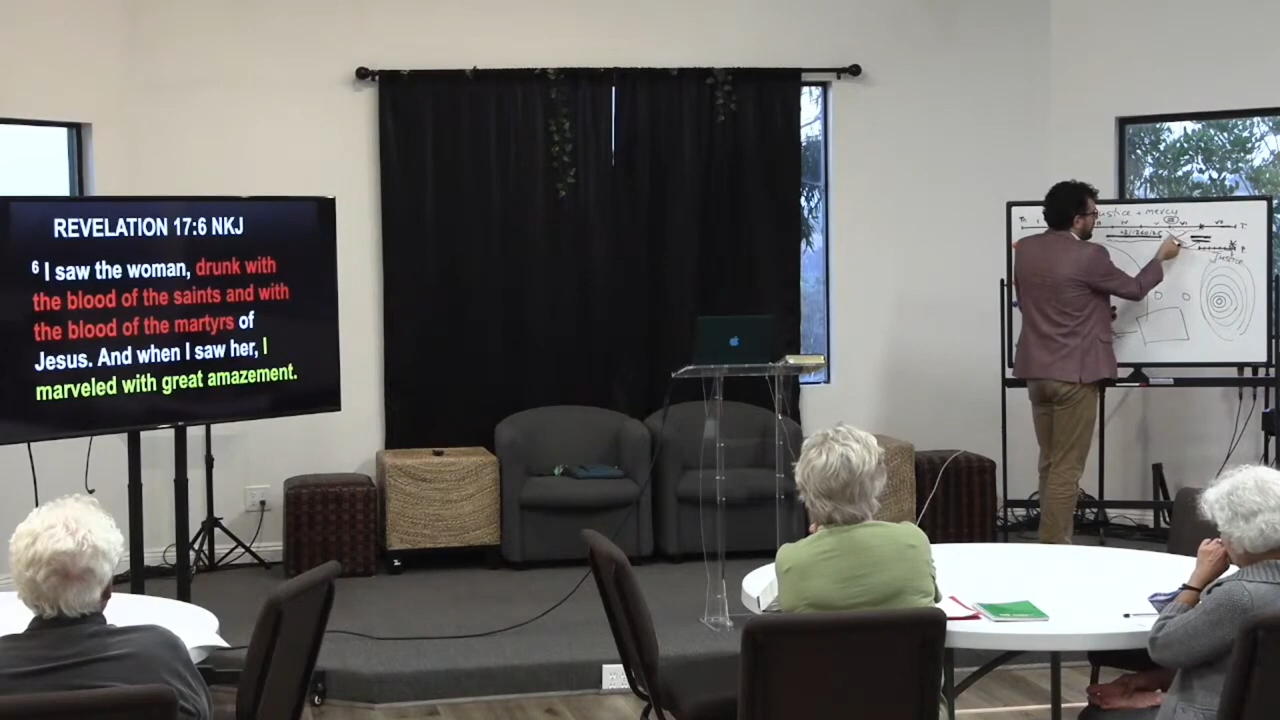 REVELATION 17:6 NKJ
6 I saw the woman, drunk with
the blood of the saints and with
the blood of the martyrs of
Jesus. And when I saw her, I
marveled with great amazement.
Justice + mercy
Justice